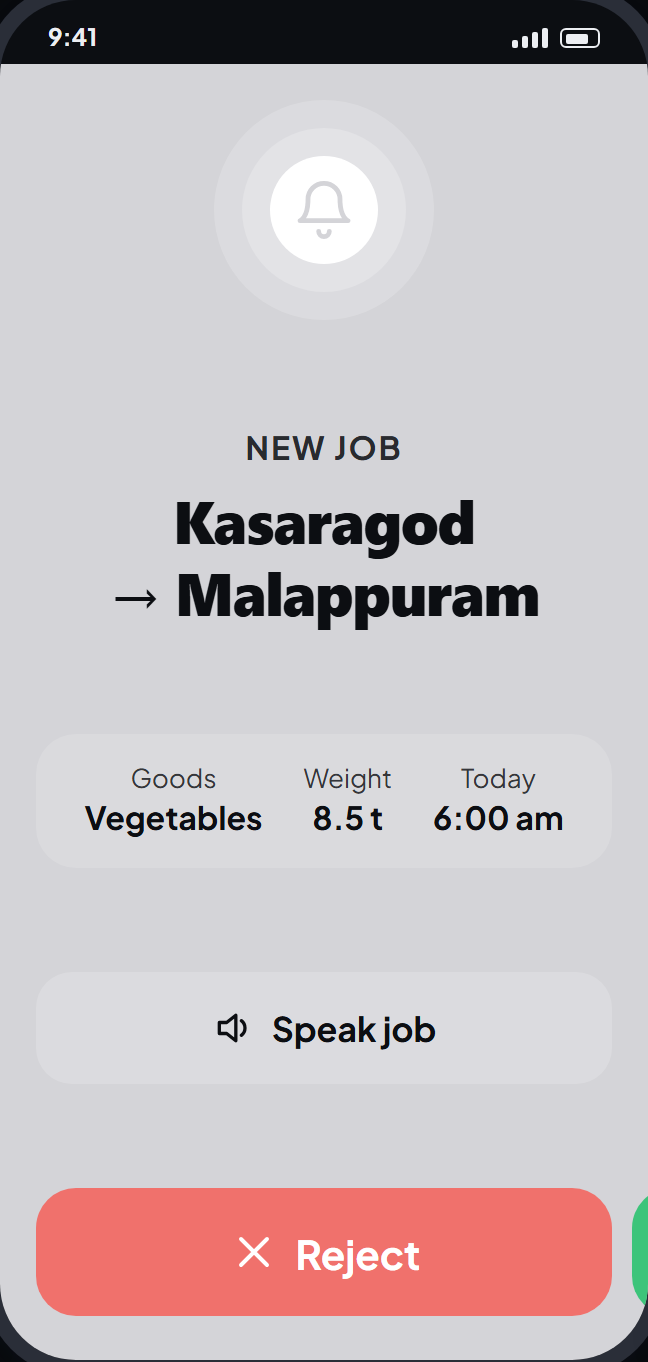 9:41
NEW JOB
Kasaragod
→ Malappuram
Goods Weight Today
Vegetables 8.5 t 6:00 am
Speak job
Reject